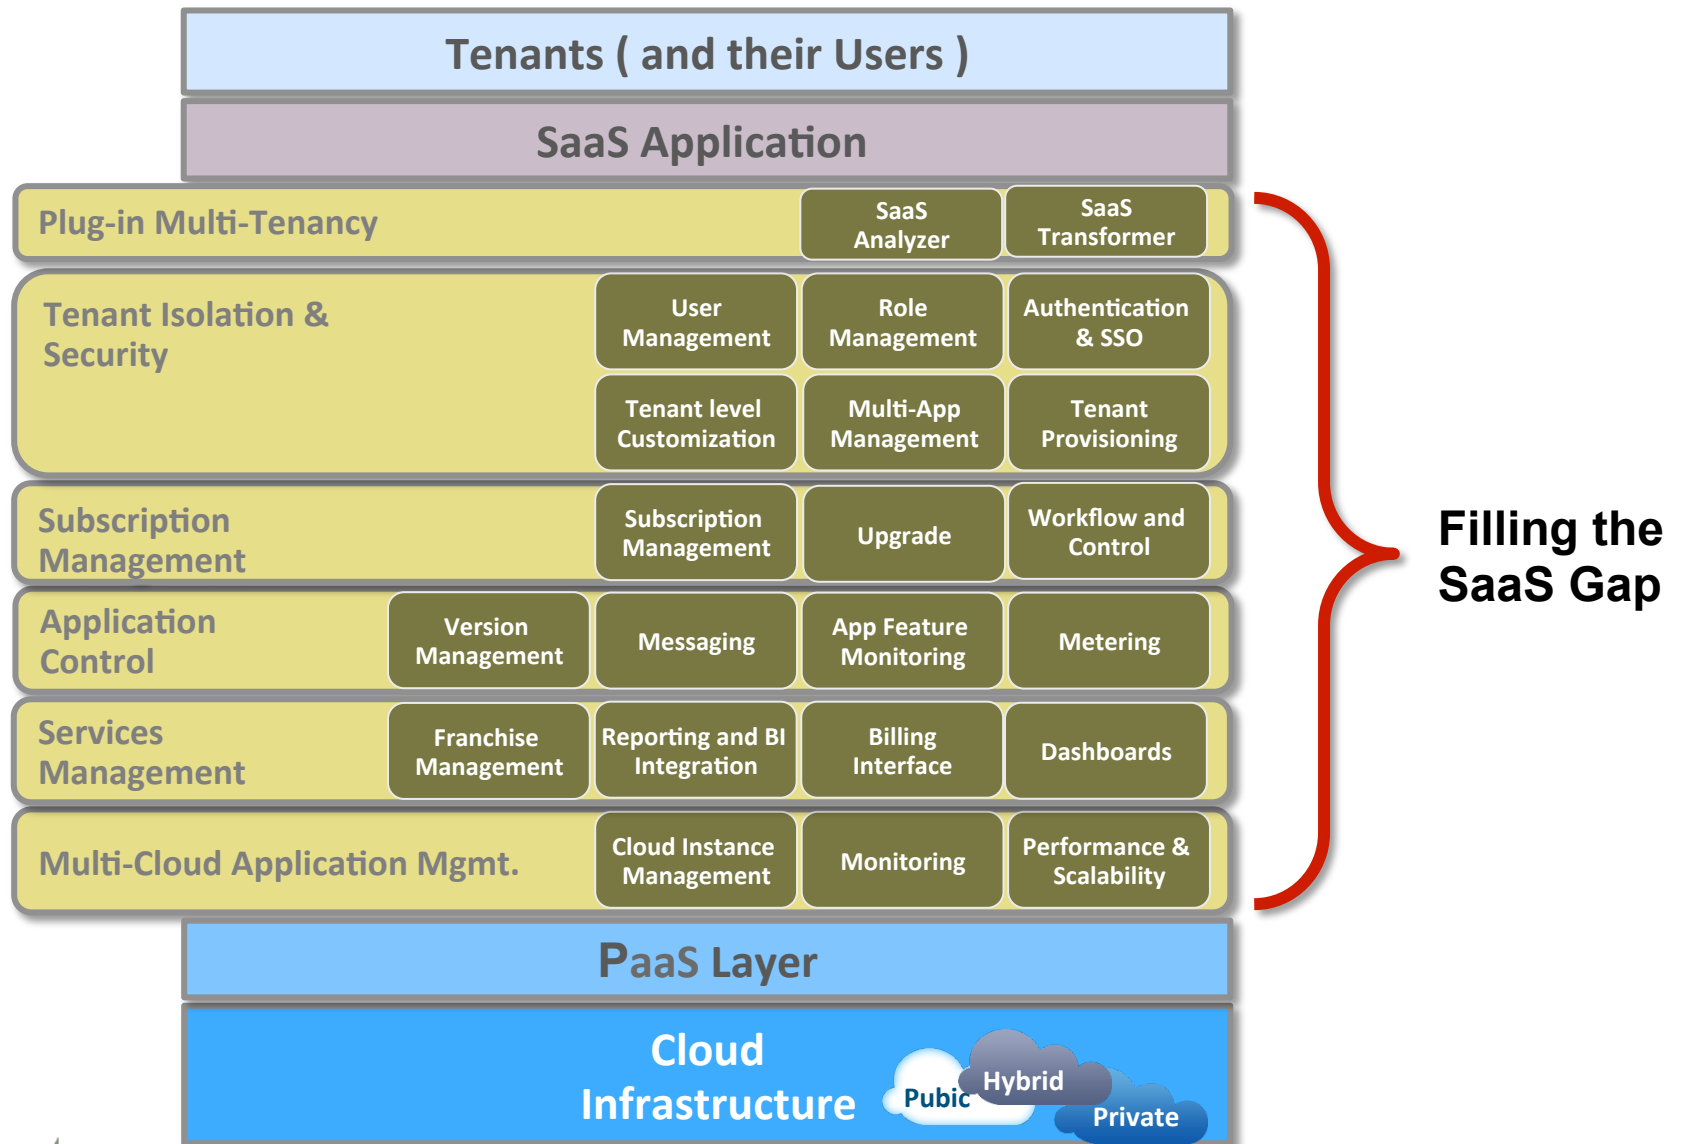 Tenants ( and their Users )
SaaS Application
Plug-in Multi-Tenancy
SaaS
Analyzer
SaaS
Transformer
Tenant Isolation &
Security
User
Management
Role
Management
Authentication
& SSO
Tenant level
Customization
Multi-App
Management
Tenant
Provisioning
Subscription
Management
Subscription
Management
Upgrade
Workflow and
Control
Application
Control
Version
Management
Messaging
App Feature
Monitoring
Metering
Services
Management
Franchise
Management
Reporting and BI
Integration
Billing
Interface
Dashboards
Multi-Cloud Application Mgmt.
Cloud Instance
Management
Monitoring
Performance &
Scalability
Filling the
SaaS Gap
PaaS Layer
Cloud
Infrastructure
Pubic
Hybrid
Private